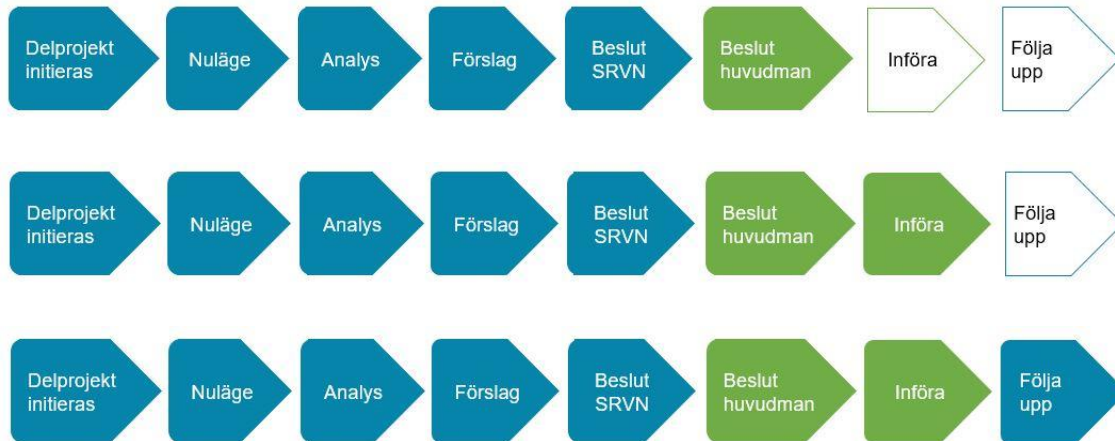 Delprojekt
initieras
Nuläge
Analys
Förslag
Beslut
SRVN
Beslut
huvudman
Införa
Följa
upp
Delprojekt
initieras
Nuläge
Analys
Förslag
Beslut
SRVN
Beslut
huvudman
Införa
Följa
upp
Delprojekt
initieras
Nuläge
Analys
Förslag
Beslut
SRVN
Beslut
huvudman
Införa
Följa
upp